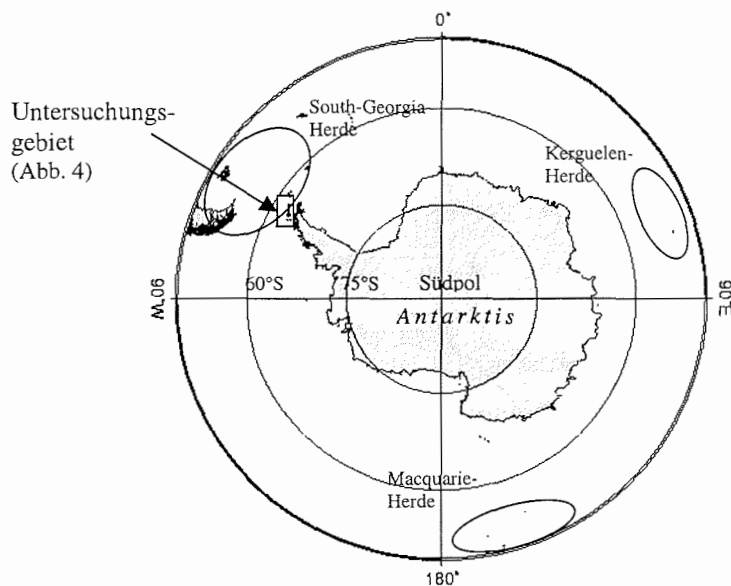 0°
South-Georgia
Herde
Untersuchungs-
gebiet
(Abb. 4)
Kerguelen-
Herde
90°W
60°S
75°S
Südpol
90°E
Antarktis
Macquarie-
Herde
180°